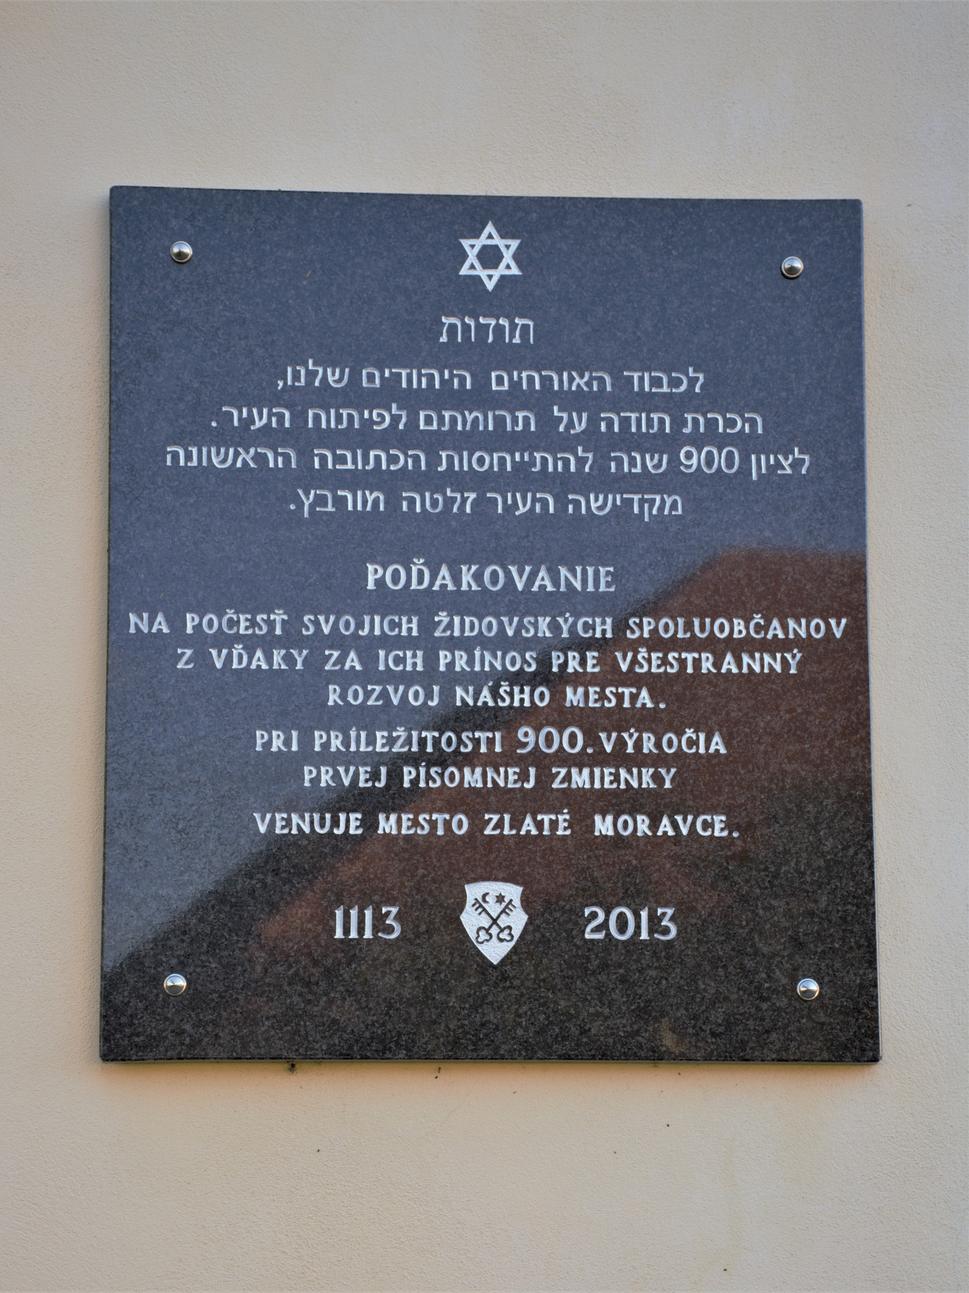 תודות
לכבוד האורחים היהודים שלנו,
הכרת תודה על תרומתם לפיתוח העיר.
לציון 900 שנה להתייחסות הכתובה הראשונה
מקדישה העיר זלטה מורבץ.
POĎAKOVANIE
NA POČESŤ SVOJICH ŽIDOVSKÝCH SPOLUOBČANOV
Z VĎAKY ZA ICH PRÍNOS PRE VŠESTRANNÝ
ROZVOJ NÁŠHO MESTA.
PRI PRÍLEŽITOSTI 900. VÝROČIA
PRVEJ PÍSOMNEJ ZMIENKY
VENUJE MESTO ZLATÉ MORAVCE.
1113 2013